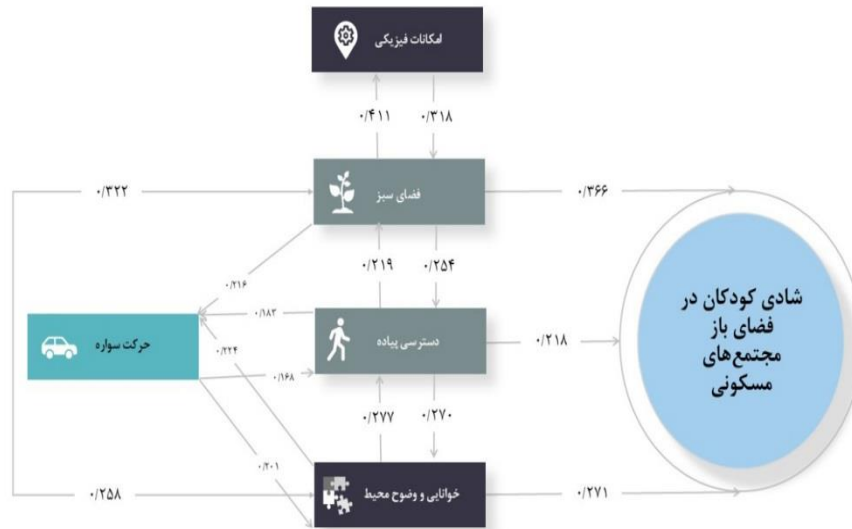 امکانات فیزیکی
۰/۴۱۱
۰/۳۱۸
۰/۳۲۲
فضای سبز
۰/۳۶۶
۰/۲۱۶
۰/۲۱۹
۰/۲۵۴
شادی کودکان در
فضای باز
مجتمع‌های
مسکونی
۰/۱۸۳
حرکت سواره
دسترسی پیاده
۰/۲۱۸
۰/۲۲۴
۰/۱۶۸
۰/۲۷۷
۰/۲۷۰
۰/۲۰۱
۰/۲۵۸
خوانایی و وضوح محیط
۰/۲۷۱